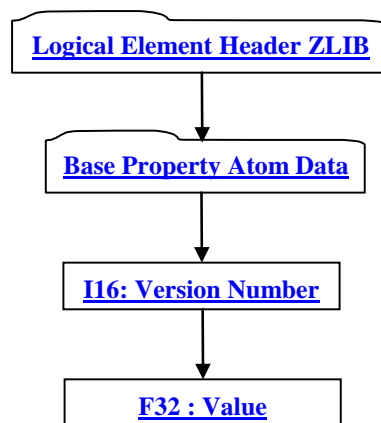 Logical Element Header ZLIB
Base Property Atom Data
I16: Version Number
F32 : Value